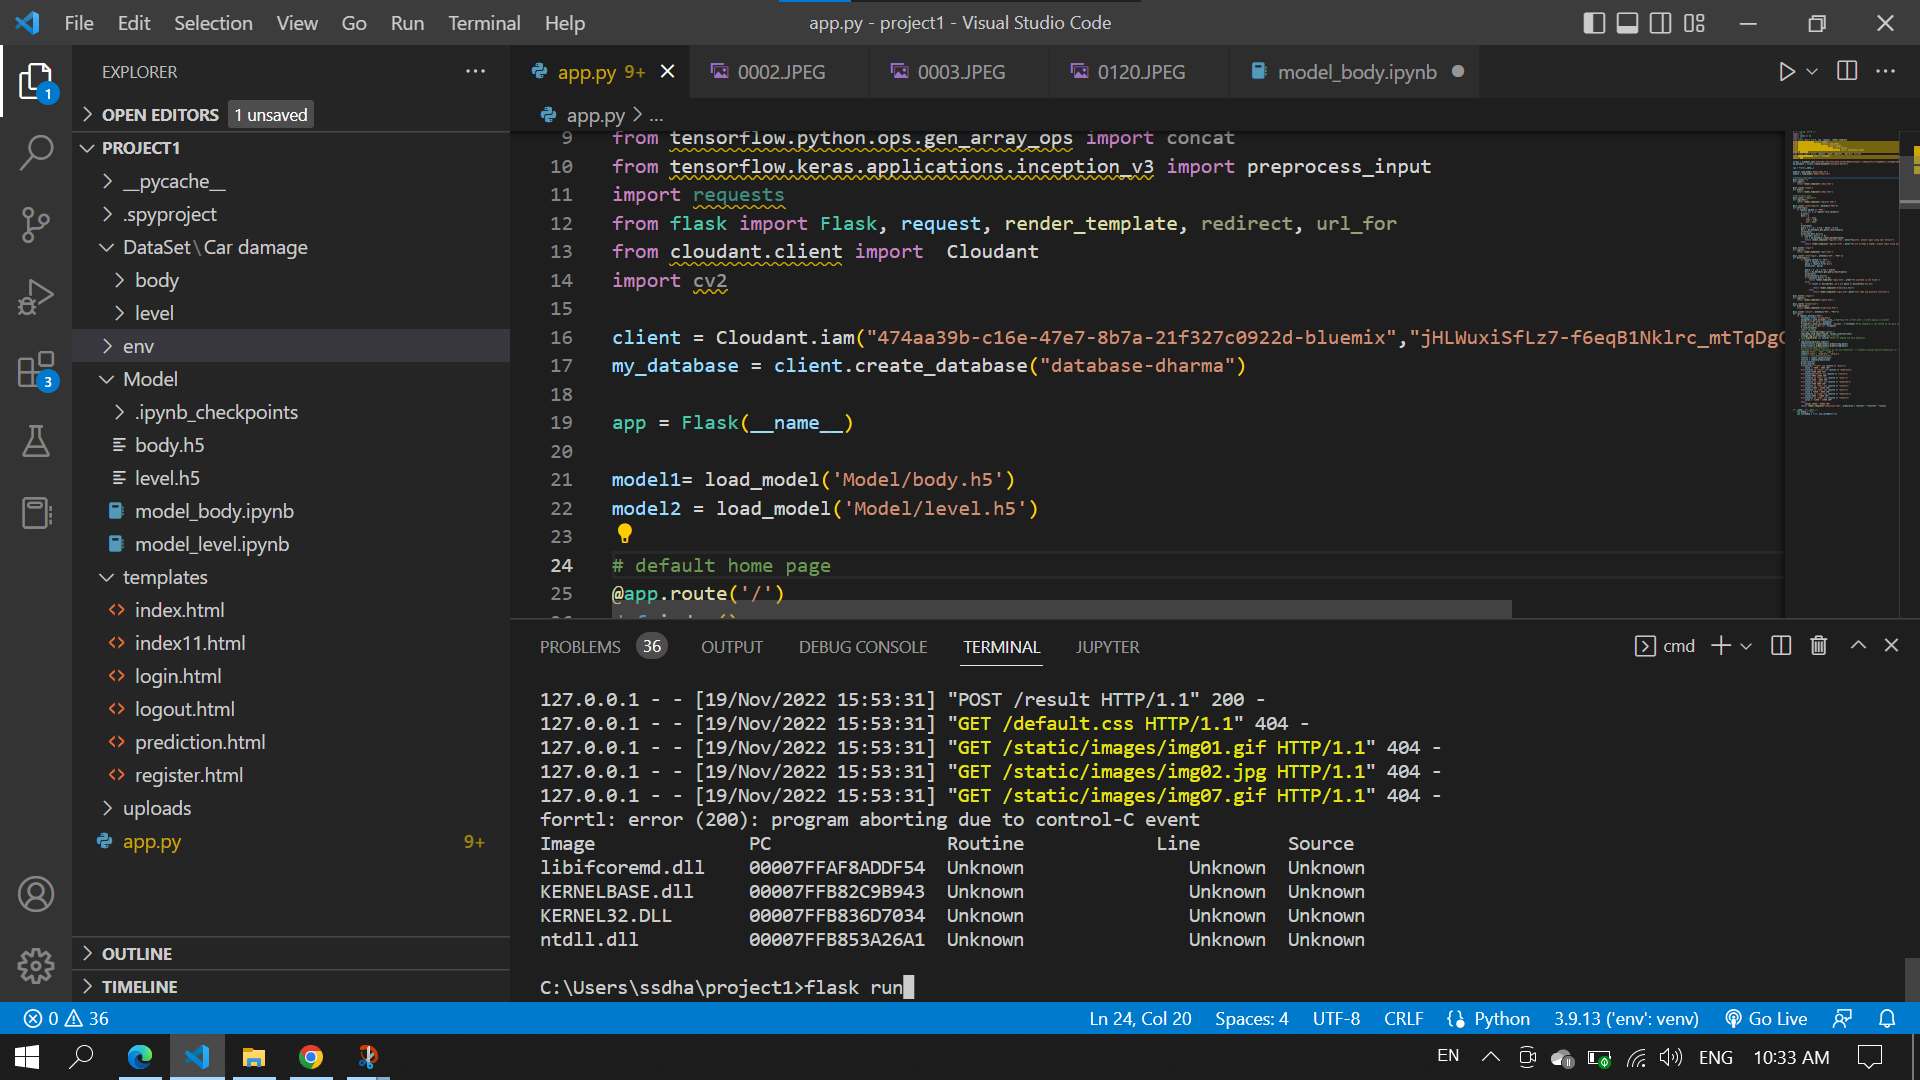 File Edit Selection View Go Run Terminal Help
app.py - project1 - Visual Studio Code
EXPLORER
OPEN EDITORS 1 unsaved
PROJECT1
__pycache__
.spyproject
DataSet\Car damage
body
level
env
Model
.ipynb_checkpoints
body.h5
level.h5
model_body.ipynb
model_level.ipynb
templates
index.html
index11.html
login.html
logout.html
prediction.html
register.html
uploads
app.py 9+
OUTLINE
TIMELINE
1
3
app.py 9+
0002.JPEG
0003.JPEG
0120.JPEG
model_body.ipynb
app.py > ...
9 from tensorflow.python.ops.gen_array_ops import concat
10 from tensorflow.keras.applications.inception_v3 import preprocess_input
11 import requests
12 from flask import Flask, request, render_template, redirect, url_for
13 from cloudant.client import  Cloudant
14 import cv2
15
16 client = Cloudant.iam("474aa39b-c16e-47e7-8b7a-21f327c0922d-bluemix","jHLWuxiSfLz7-f6eqB1Nklrc_mtTqDgC
17 my_database = client.create_database("database-dharma")
18
19 app = Flask(__name__)
20
21 model1= load_model('Model/body.h5')
22 model2 = load_model('Model/level.h5')
23
24 # default home page
25 @app.route('/')
PROBLEMS 36 OUTPUT DEBUG CONSOLE TERMINAL JUPYTER
cmd
127.0.0.1 - - [19/Nov/2022 15:53:31] "POST /result HTTP/1.1" 200 -
127.0.0.1 - - [19/Nov/2022 15:53:31] "GET /default.css HTTP/1.1" 404 -
127.0.0.1 - - [19/Nov/2022 15:53:31] "GET /static/images/img01.gif HTTP/1.1" 404 -
127.0.0.1 - - [19/Nov/2022 15:53:31] "GET /static/images/img02.jpg HTTP/1.1" 404 -
127.0.0.1 - - [19/Nov/2022 15:53:31] "GET /static/images/img07.gif HTTP/1.1" 404 -
forrtl: error (200): program aborting due to control-C event
Image PC Routine Line Source
libifcoremd.dll 00007FFAF8ADDF54 Unknown Unknown Unknown
KERNELBASE.dll 00007FFB82C9B943 Unknown Unknown Unknown
KERNEL32.DLL 00007FFB836D7034 Unknown Unknown Unknown
ntdll.dll 00007FFB853A26A1 Unknown Unknown Unknown
C:\Users\ssdha\project1>flask run
0 36
Ln 24, Col 20 Spaces: 4 UTF-8 CRLF Python 3.9.13 ('env': venv) Go Live
EN ENG 10:33 AM